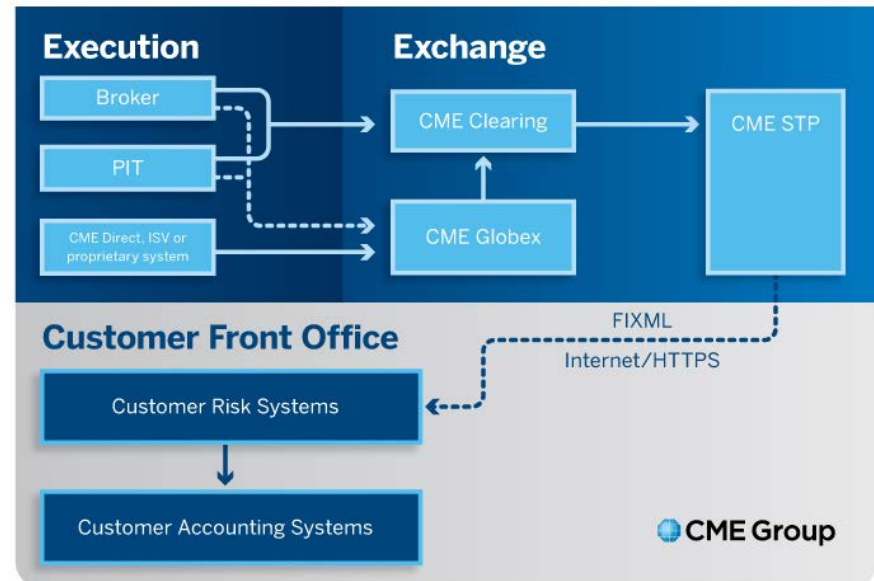 Execution
Exchange
Broker
PIT
CME Direct, ISV or
proprietary system
CME Clearing
CME Globex
CME STP
FIXML
Internet/HTTPS
Customer Front Office
Customer Risk Systems
Customer Accounting Systems
CME Group